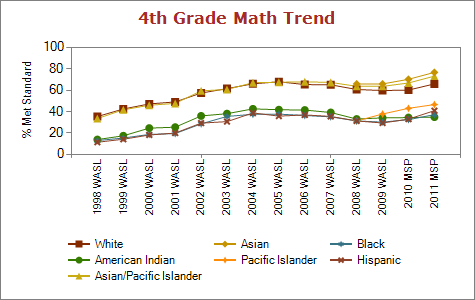 4th Grade Math Trend
% Met Standard
100
80
60
40
20
0
1998 WASL
1999 WASL
2000 WASL
2001 WASL
2002 WASL
2003 WASL
2004 WASL
2005 WASL
2006 WASL
2007 WASL
2008 WASL
2009 WASL
2010 MSP
2011 MSP
White Asian Black
American Indian Pacific Islander Hispanic
Asian/Pacific Islander